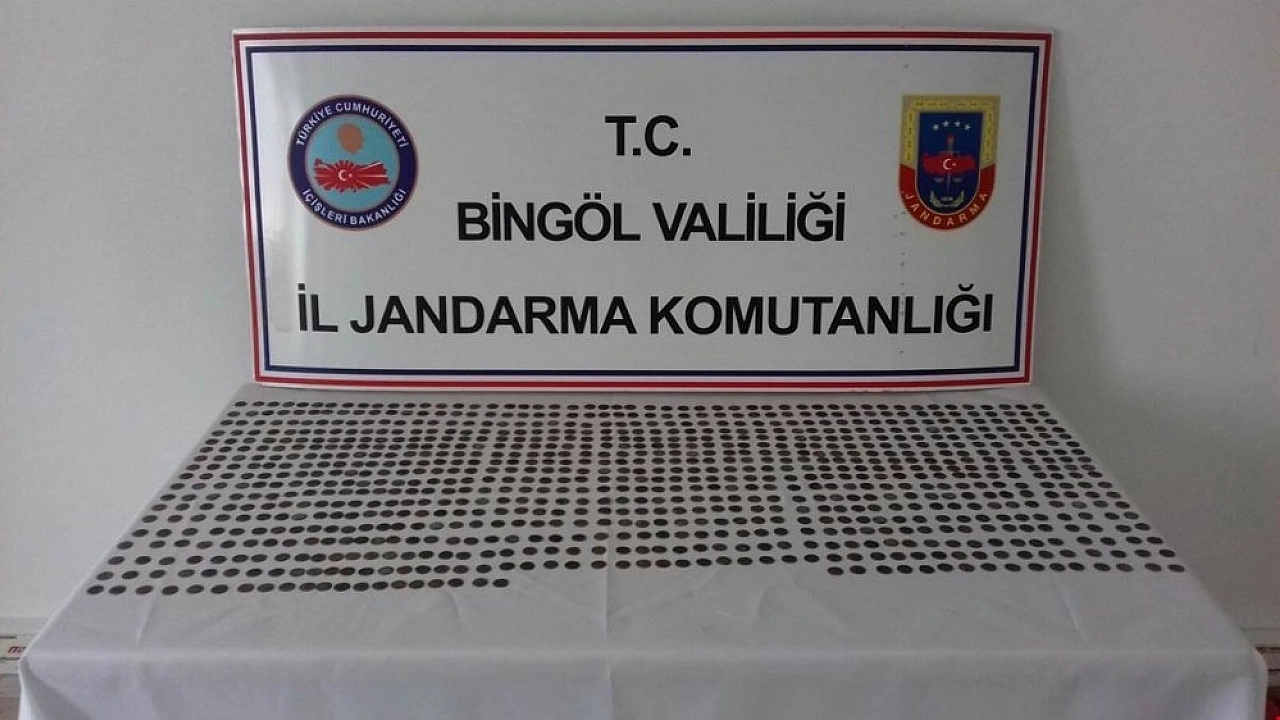 TÜRKİYE CUMHURİYETİ
İÇİŞLERİ BAKANLIĞI
T.C.
BİNGÖL VALİLİĞİ
İL JANDARMA KOMUTANLIĞI
JANDARMA